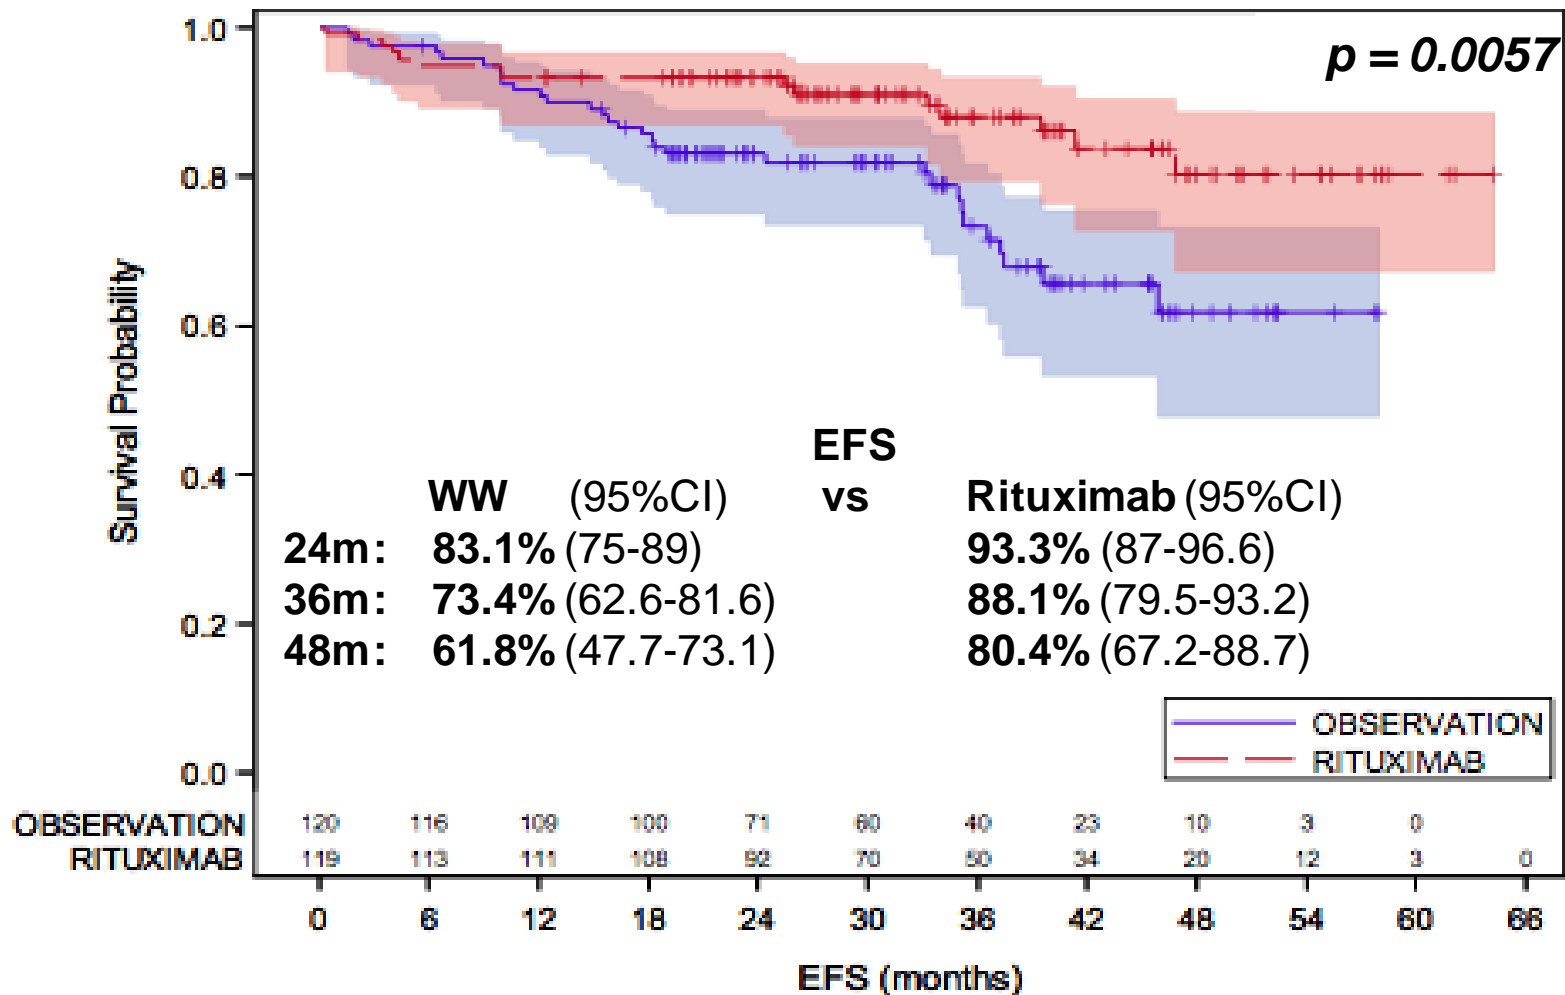 p = 0.0057
1.0
0.8
0.6
0.4
0.2
0.0
Survival Probability
EFS
WW (95%CI) vs Rituximab (95%CI)
24m: 83.1% (75-89) 93.3% (87-96.6)
36m: 73.4% (62.6-81.6) 88.1% (79.5-93.2)
48m: 61.8% (47.7-73.1) 80.4% (67.2-88.7)
OBSERVATION
RITUXIMAB
OBSERVATION 120 116 109 100 71 60 40 23 10 3 0
RITUXIMAB 119 113 111 108 92 70 50 34 20 12 3 0
0 6 12 18 24 30 36 42 48 54 60 66
EFS (months)